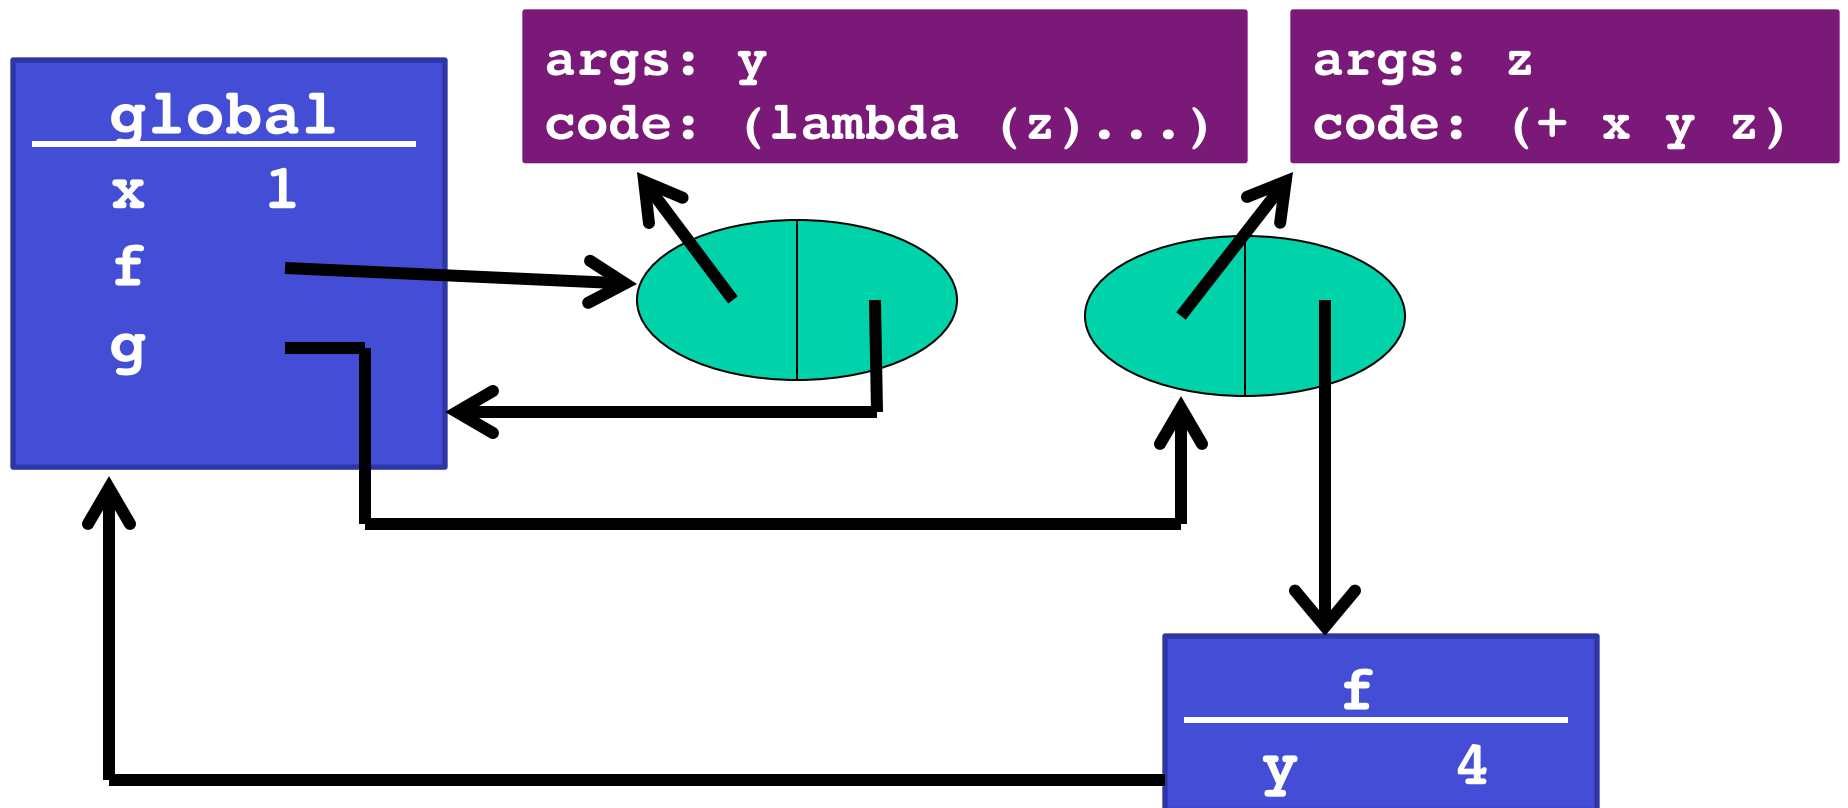 args: y
code: (lambda (z)...)
args: z
code: (+ x y z)
global
x 1
f
g
f
y 4